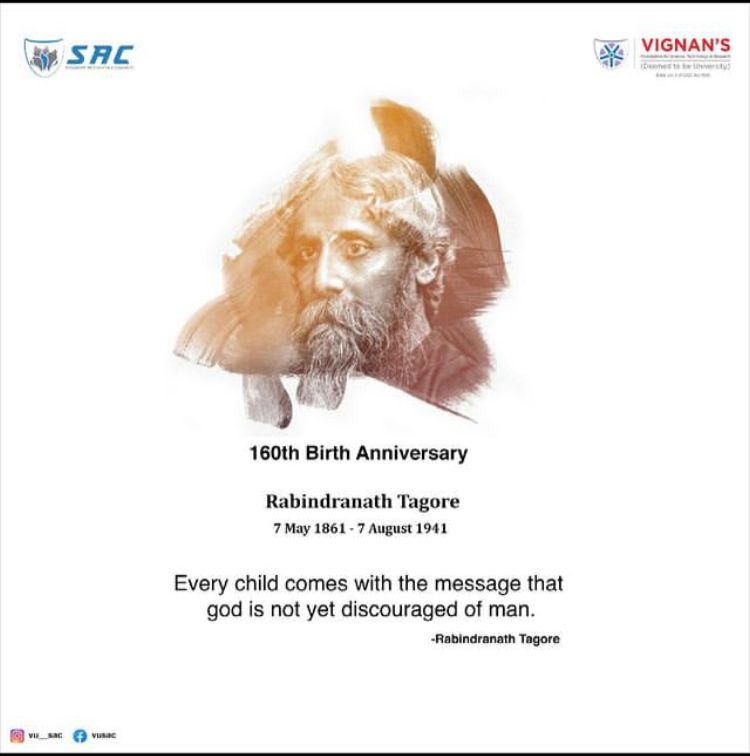 SAC
VIGNAN'S
(Deemed to be University)
160th Birth Anniversary
Rabindranath Tagore
7 May 1861 - 7 August 1941
Every child comes with the message that
god is not yet discouraged of man.
-Rabindranath Tagore
vu__sac vusac